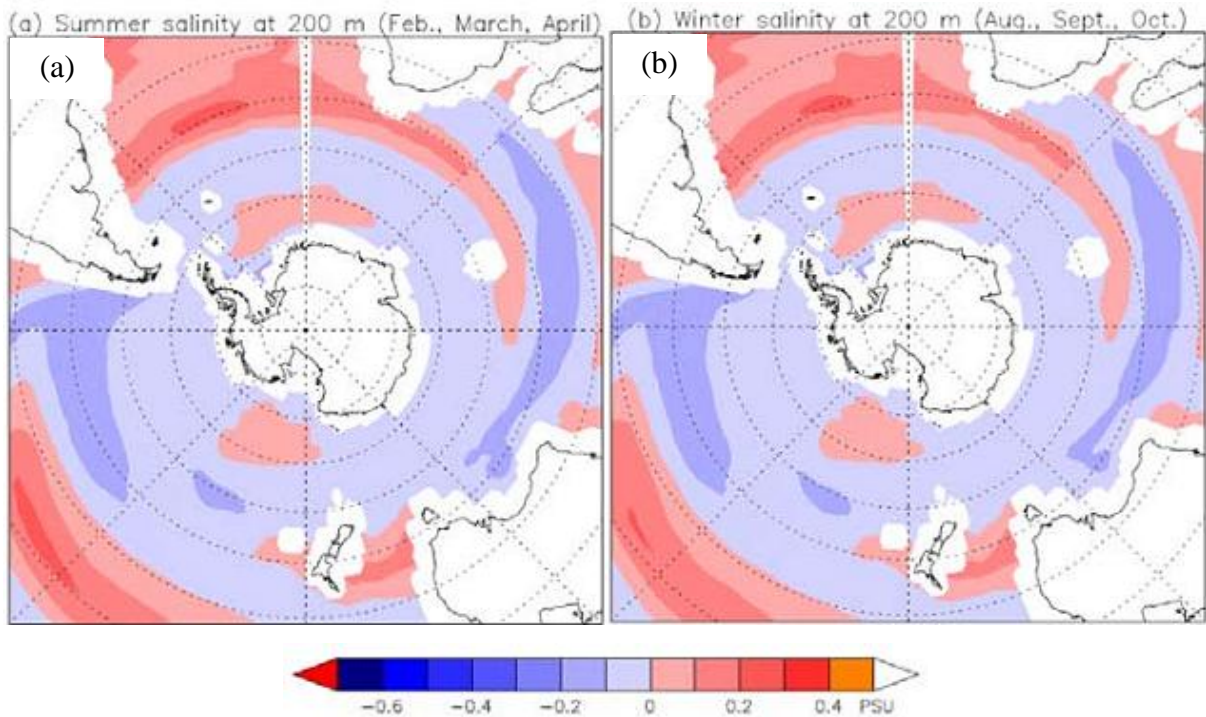 (a) Summer salinity at 200 m (Feb., March, April)
(b) Winter salinity at 200 m (Aug., Sept., Oct.)
(a)
(b)
−0.6 −0.4 −0.2 0 0.2 0.4 PSU